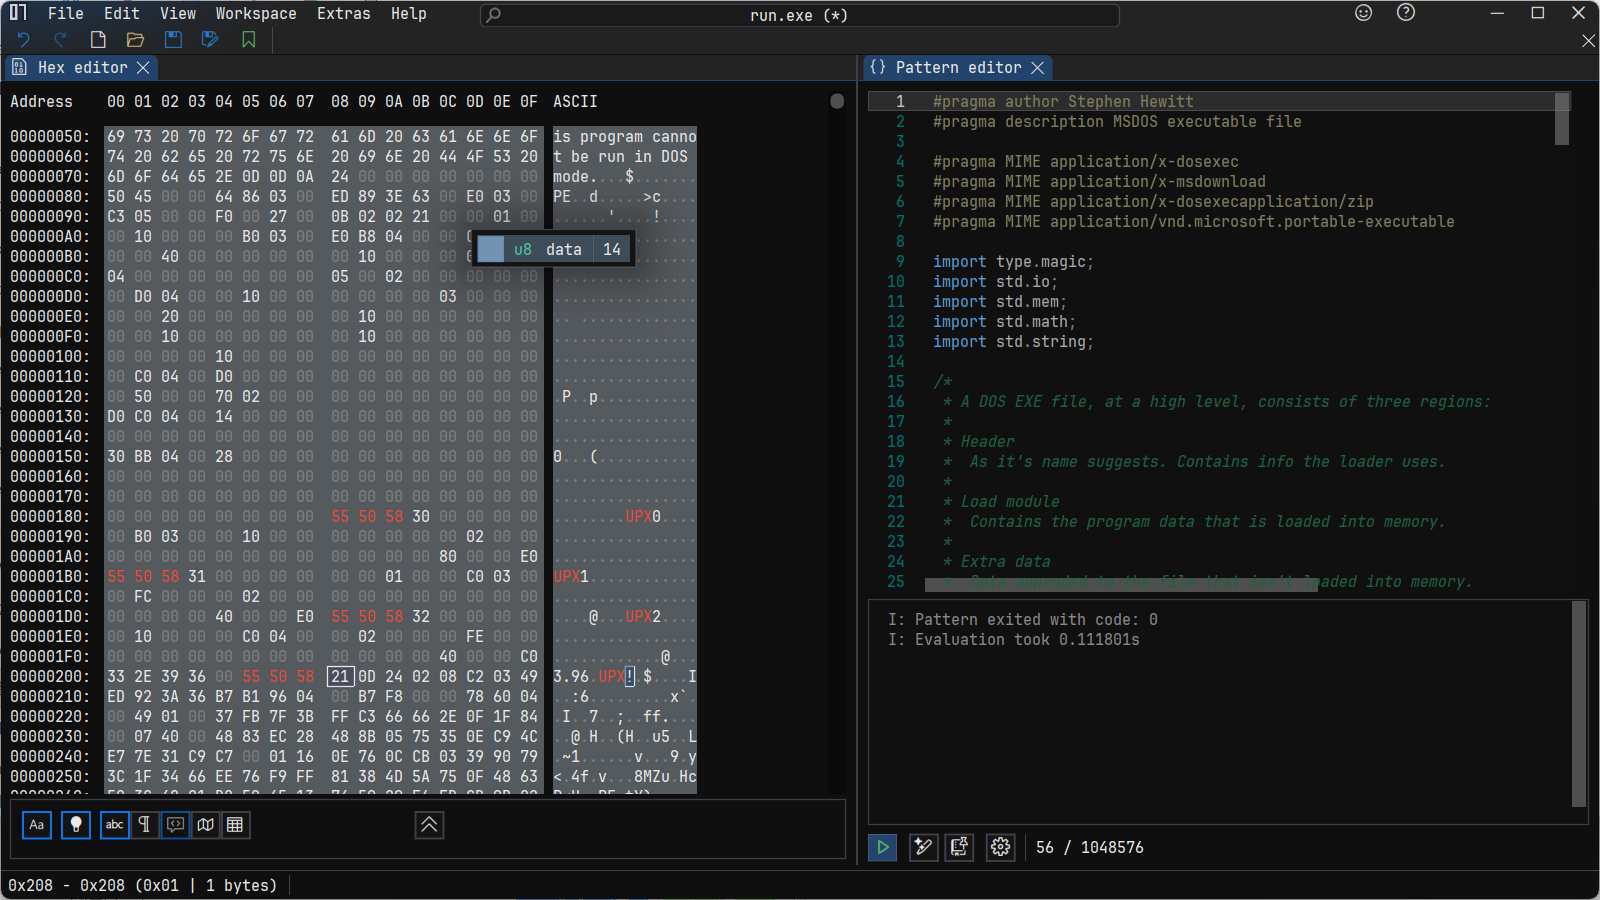 File Edit View Workspace Extras Help
run.exe (*)
Hex editor
Address 00 01 02 03 04 05 06 07 08 09 0A 0B 0C 0D 0E 0F ASCII
00000050: 69 73 20 70 72 6F 67 72 61 6D 20 63 61 6E 6E 6F is program canno
00000060: 74 20 62 65 20 72 75 6E 20 69 6E 20 44 4F 53 20 t be run in DOS
00000070: 6D 6F 64 65 2E 0D 0D 0A 24 00 00 00 00 00 00 00 mode....$.......
00000080: 50 45 00 00 64 86 03 00 ED 89 3E 63 00 E0 03 00 PE..d.....>c....
00000090: C3 05 00 00 F0 00 27 00 0B 02 02 21 00 00 01 00 ......'....!....
000000A0: 00 10 00 00 00 B0 03 00 E0 B8 04 00 00
000000B0: 00 00 40 00 00 00 00 00 00 10 00 00 00
000000C0: 04 00 00 00 00 00 00 00 05 00 02 00 00 00 00 00 ................
000000D0: 00 D0 04 00 00 10 00 00 00 00 00 00 03 00 00 00 ................
000000E0: 00 00 20 00 00 00 00 00 00 10 00 00 00 00 00 00 ................
000000F0: 00 00 10 00 00 00 00 00 00 10 00 00 00 00 00 00 ................
00000100: 00 00 00 00 10 00 00 00 00 00 00 00 00 00 00 00 ................
00000110: 00 C0 04 00 D0 00 00 00 00 00 00 00 00 00 00 00 ................
00000120: 00 50 00 00 70 02 00 00 00 00 00 00 00 00 00 00 .P..p...........
00000130: D0 C0 04 00 14 00 00 00 00 00 00 00 00 00 00 00 ................
00000140: 00 00 00 00 00 00 00 00 00 00 00 00 00 00 00 00 ................
00000150: 30 BB 04 00 28 00 00 00 00 00 00 00 00 00 00 00 0...(...........
00000160: 00 00 00 00 00 00 00 00 00 00 00 00 00 00 00 00 ................
00000170: 00 00 00 00 00 00 00 00 00 00 00 00 00 00 00 00 ................
00000180: 00 00 00 00 00 00 00 00 55 50 58 30 00 00 00 00 ........UPX0....
00000190: 00 B0 03 00 00 10 00 00 00 00 00 00 00 02 00 00 ................
000001A0: 00 00 00 00 00 00 00 00 00 00 00 00 80 00 00 E0 ................
000001B0: 55 50 58 31 00 00 00 00 00 00 01 00 00 C0 03 00 UPX1............
000001C0: 00 FC 00 00 00 02 00 00 00 00 00 00 00 00 00 00 ................
000001D0: 00 00 00 00 40 00 00 E0 55 50 58 32 00 00 00 00 ....@...UPX2....
000001E0: 00 10 00 00 00 C0 04 00 00 02 00 00 00 FE 00 00 ................
000001F0: 00 00 00 00 00 00 00 00 00 00 00 00 40 00 00 C0 ............@...
00000200: 33 2E 39 36 00 55 50 58 21 0D 24 02 08 C2 03 49 3.96.UPX!.$....I
00000210: ED 92 3A 36 B7 B1 96 04 00 B7 F8 00 00 78 60 04 ..:6.........x`.
00000220: 00 49 01 00 37 FB 7F 3B FF C3 66 66 2E 0F 1F 84 .I..7..;..ff....
00000230: 00 07 40 00 48 83 EC 28 48 8B 05 75 35 0E C9 4C ..@.H..(H..u5..L
00000240: E7 7E 31 C9 C7 00 01 16 0E 76 0C CB 03 39 90 79 .~1......v...9.y
00000250: 3C 1F 34 66 EE 76 F9 FF 81 38 4D 5A 75 0F 48 63 <.4f.v...8MZu.Hc
u8 data 14
0x208 - 0x208 (0x01 | 1 bytes)
Aa
abc
Pattern editor
1 #pragma author Stephen Hewitt
2 #pragma description MSDOS executable file
3
4 #pragma MIME application/x-dosexec
5 #pragma MIME application/x-msdownload
6 #pragma MIME application/x-dosexecapplication/zip
7 #pragma MIME application/vnd.microsoft.portable-executable
8
9 import type.magic;
10 import std.io;
11 import std.mem;
12 import std.math;
13 import std.string;
14
15 /*
16 * A DOS EXE file, at a high level, consists of three regions:
17 *
18 * Header
19 * As it's name suggests. Contains info the loader uses.
20 *
21 * Load module
22 * Contains the program data that is loaded into memory.
23 *
24 * Extra data
25 * Data appended to the file that isn't loaded into memory.
I: Pattern exited with code: 0
I: Evaluation took 0.111801s
56 / 1048576